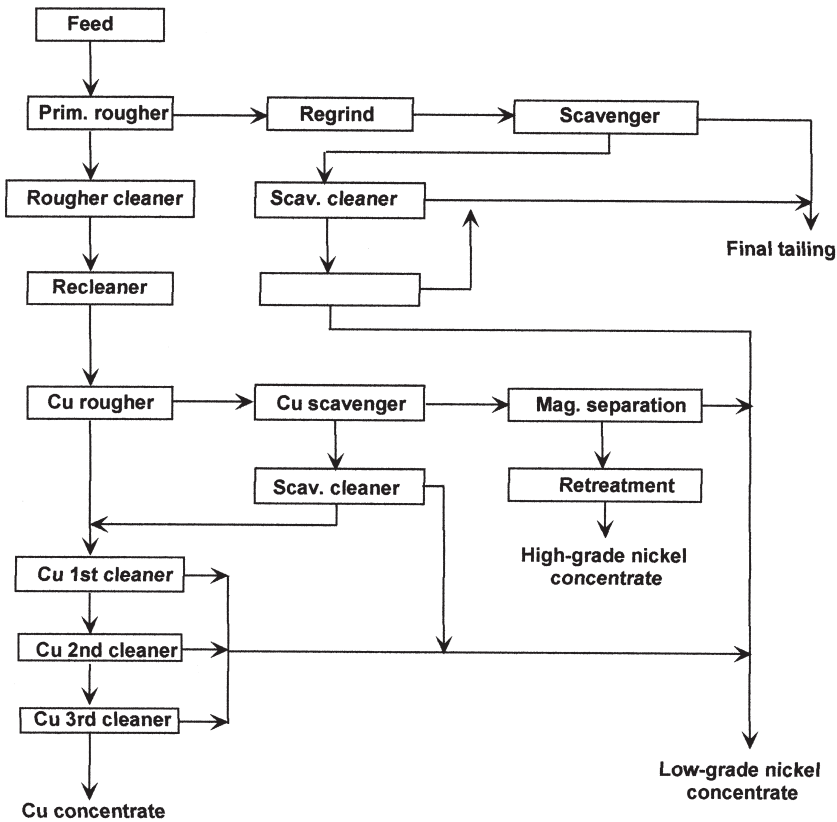 Feed
Prim. rougher
Regrind
Scavenger
Rougher cleaner
Scav. cleaner
Final tailing
Recleaner
Cu rougher
Cu scavenger
Mag. separation
Scav. cleaner
Retreatment
High-grade nickel
concentrate
Cu 1st cleaner
Cu 2nd cleaner
Cu 3rd cleaner
Low-grade nickel
concentrate
Cu concentrate